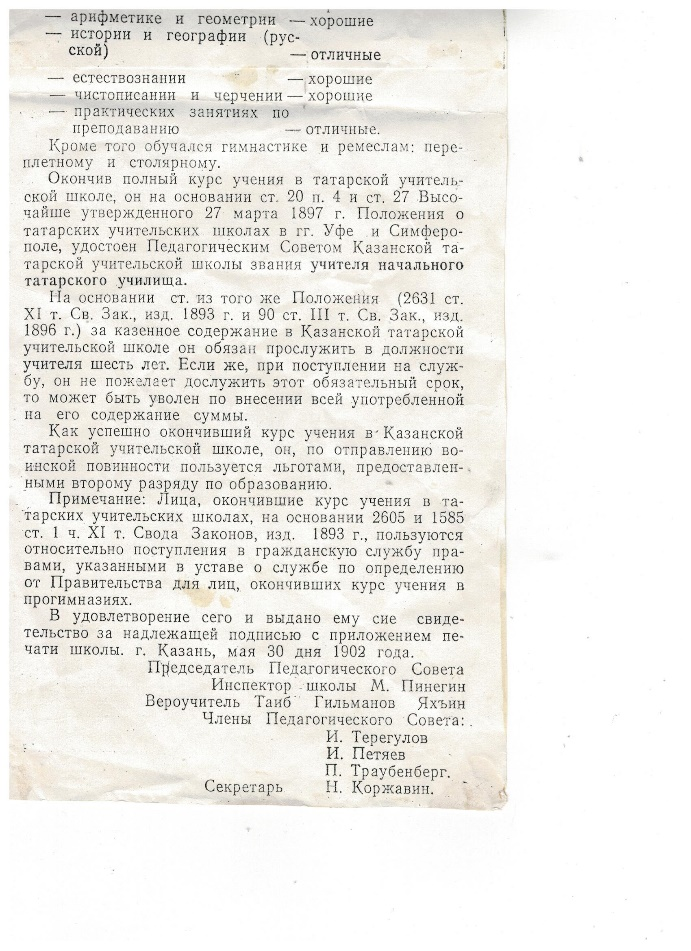 — арифметике и геометрии — хорошие
— истории и географии (рус-
ской) — отличные
— естествознании — хорошие
— чистописании и черчении — хорошие
— практических занятиях по
преподаванию — отличные.
Кроме того обучался гимнастике и ремеслам: пере-
плетному и столярному.
Окончив полный курс учения в татарской учитель-
ской школе, он на основании ст. 20 п. 4 и ст. 27 Высо-
чайше утвержденного 27 марта 1897 г. Положения о
татарских учительских школах в гг. Уфе и Симферо-
поле, удостоен Педагогическим Советом Казанской та-
тарской учительской школы звания учителя начального
татарского училища.
На основании ст. из того же Положения (2631 ст.
XI т. Св. Зак., изд. 1893 г. и 90 ст. III т. Св. Зак., изд.
1896 г.) за казенное содержание в Казанской татарской
учительской школе он обязан прослужить в должности
учителя шесть лет. Если же, при поступлении на служ-
бу, он не пожелает дослужить этот обязательный срок,
то может быть уволен по внесении всей употребленной
на его содержание суммы.
Как успешно окончивший курс учения в Казанской
татарской учительской школе, он, по отправлению во-
инской повинности пользуется льготами, предоставлен-
ными второму разряду по образованию.
Примечание: Лица, окончившие курс учения в та-
тарских учительских школах, на основании 2605 и 1585
ст. 1 ч. XI т. Свода Законов, изд. 1893 г., пользуются
относительно поступления в гражданскую службу пра-
вами, указанными в уставе о службе по определению
от Правительства для лиц, окончивших курс учения в
прогимназиях.
В удовлетворение сего и выдано ему сие свиде-
тельство за надлежащей подписью с приложением пе-
чати школы. г. Казань, мая 30 дня 1902 года.
Председатель Педагогического Совета
Инспектор школы М. Пинегин
Вероучитель Таиб Гильманов Яхъин
Члены Педагогического Совета:
И. Терегулов
И. Петяев
П. Траубенберг.
Секретарь Н. Коржавин.